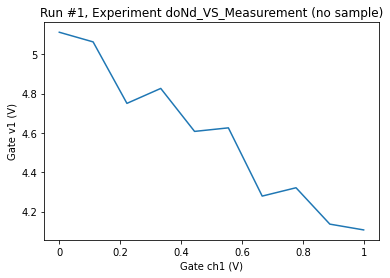 Run #1, Experiment doNd_VS_Measurement (no sample)
5
4.8
4.6
4.4
4.2
Gate v1 (V)
0 0.2 0.4 0.6 0.8 1
Gate ch1 (V)